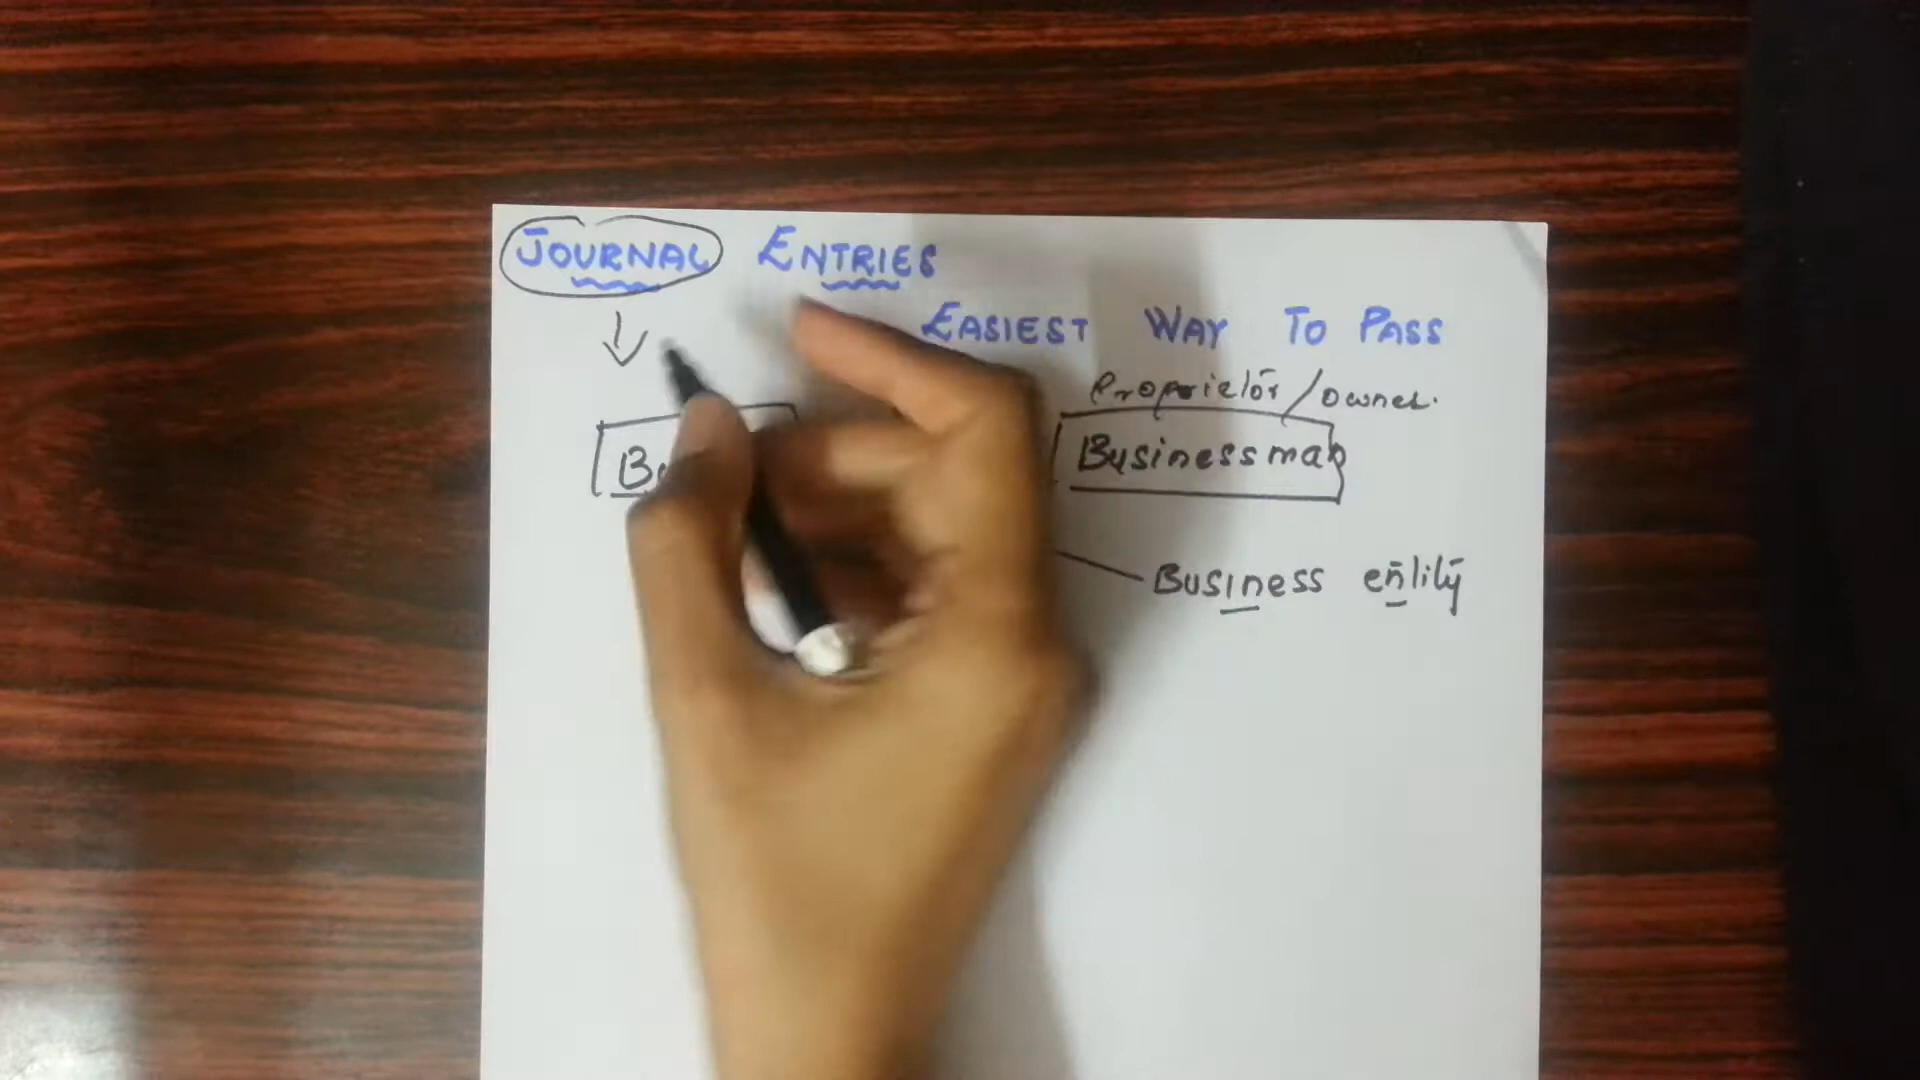 JOURNAL ENTRIES
EASIEST WAY TO PASS
Proprietor/owner.
Businessman
Business entity